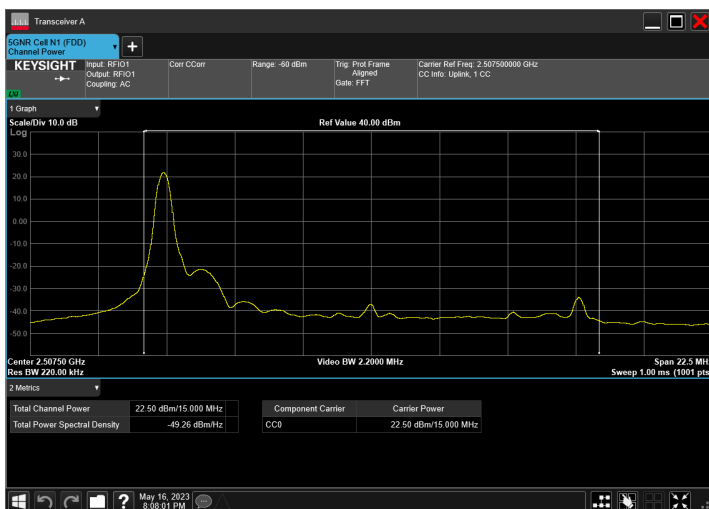 Transceiver A
5GNR Cell N1 (FDD)
Channel Power
KEYSIGHT
Input: RFIO1
Output: RFIO1
Coupling: AC
Corr CCorr
Range: -60 dBm
Trig: Prot Frame
Aligned
Gate: FFT
Carrier Ref Freq: 2.507500000 GHz
CC Info: Uplink, 1 CC
LXI
1 Graph
Scale/Div 10.0 dB
Ref Value 40.00 dBm
Log
30.0
20.0
10.0
0.00
-10.0
-20.0
-30.0
-40.0
-50.0
Center 2.50750 GHz
Video BW 2.2000 MHz
Span 22.5 MHz
Res BW 220.00 kHz
Sweep 1.00 ms (1001 pts
2 Metrics
Total Channel Power 22.50 dBm/15.000 MHz
Total Power Spectral Density -49.26 dBm/Hz
Component Carrier Carrier Power
CC0 22.50 dBm/15.000 MHz
?
May 16, 2023
8:08:01 PM